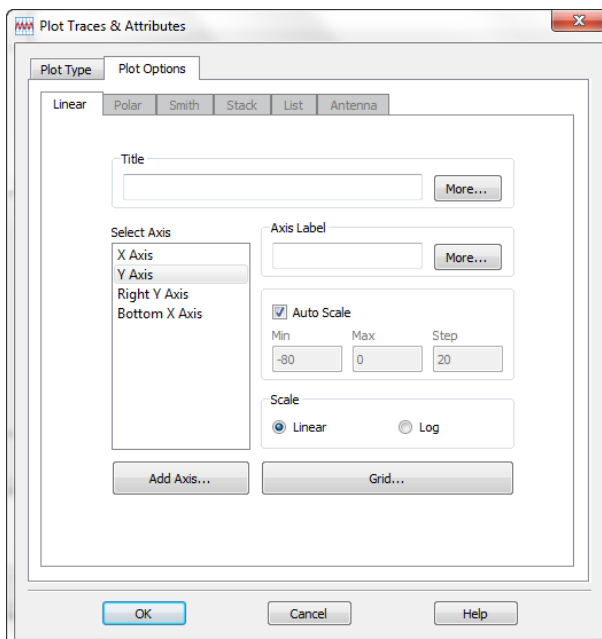 Plot Traces & Attributes
x
Plot Type Plot Options
Linear Polar Smith Stack List Antenna
Title
More...
Select Axis
X Axis
Y Axis
Right Y Axis
Bottom X Axis
Axis Label
More...
Auto Scale
Min Max Step
-80 0 20
Scale
Linear Log
Add Axis... Grid...
OK Cancel Help